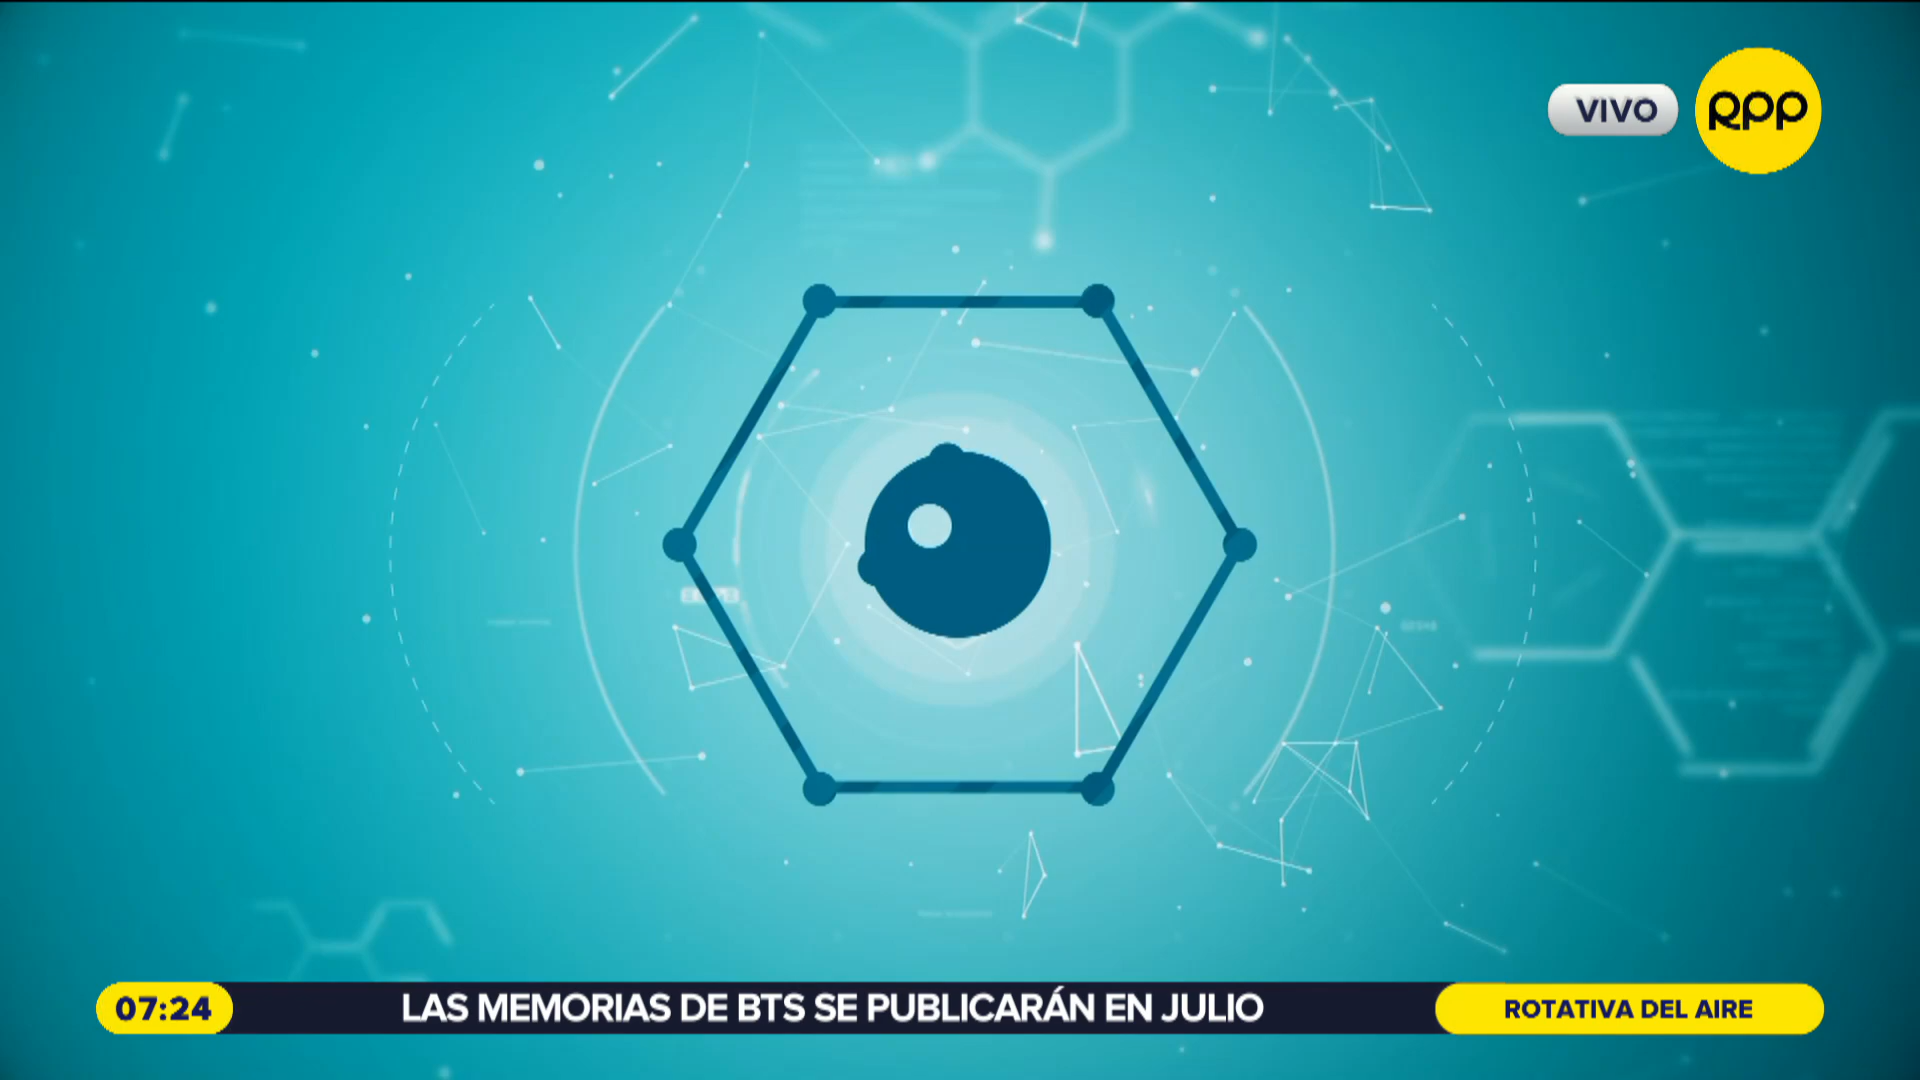 VIVO
rpp
07:24
LAS MEMORIAS DE BTS SE PUBLICARÁN EN JULIO
ROTATIVA DEL AIRE